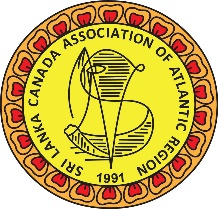 SRI LANKA CANADA ASSOCIATION OF ATLANTIC REGION
1991